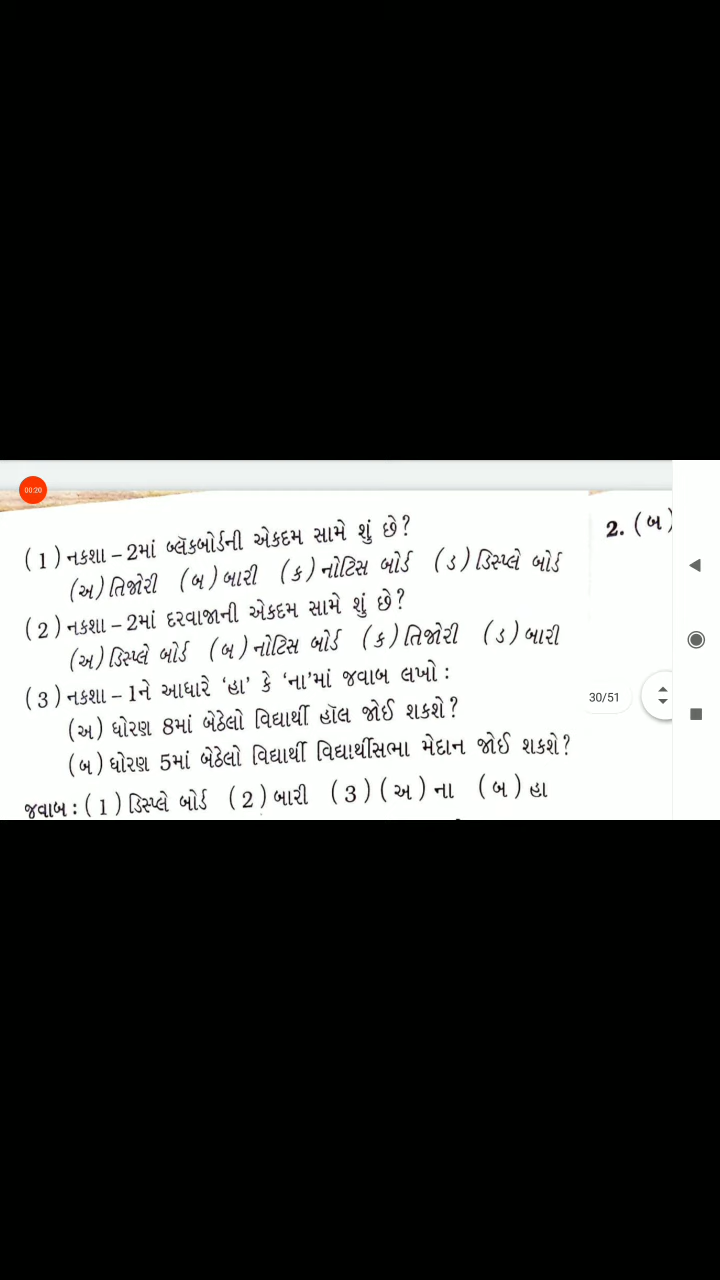 00:20
(1) નકશા – 2માં બ્લૅકબોર્ડની એકદમ સામે શું છે?
(અ) તિજોરી (બ) બારી (ક) નોટિસ બોર્ડ (ડ) ડિસ્પ્લે બોર્ડ
(2) નકશા – 2માં દરવાજાની એકદમ સામે શું છે?
(અ) ડિસ્પ્લે બોર્ડ (બ) નોટિસ બોર્ડ (ક) તિજોરી (ડ) બારી
(3) નકશા – 1ને આધારે ‘હા’ કે ‘ના’માં જવાબ લખો :
(અ) ધોરણ 8માં બેઠેલો વિદ્યાર્થી હૉલ જોઈ શકશે?
(બ) ધોરણ 5માં બેઠેલો વિદ્યાર્થી વિદ્યાર્થીસભા મેદાન જોઈ શકશે?
જવાબ : (1) ડિસ્પ્લે બોર્ડ (2) બારી (3) (અ) ના (બ) હા
2. (બ)
30/51